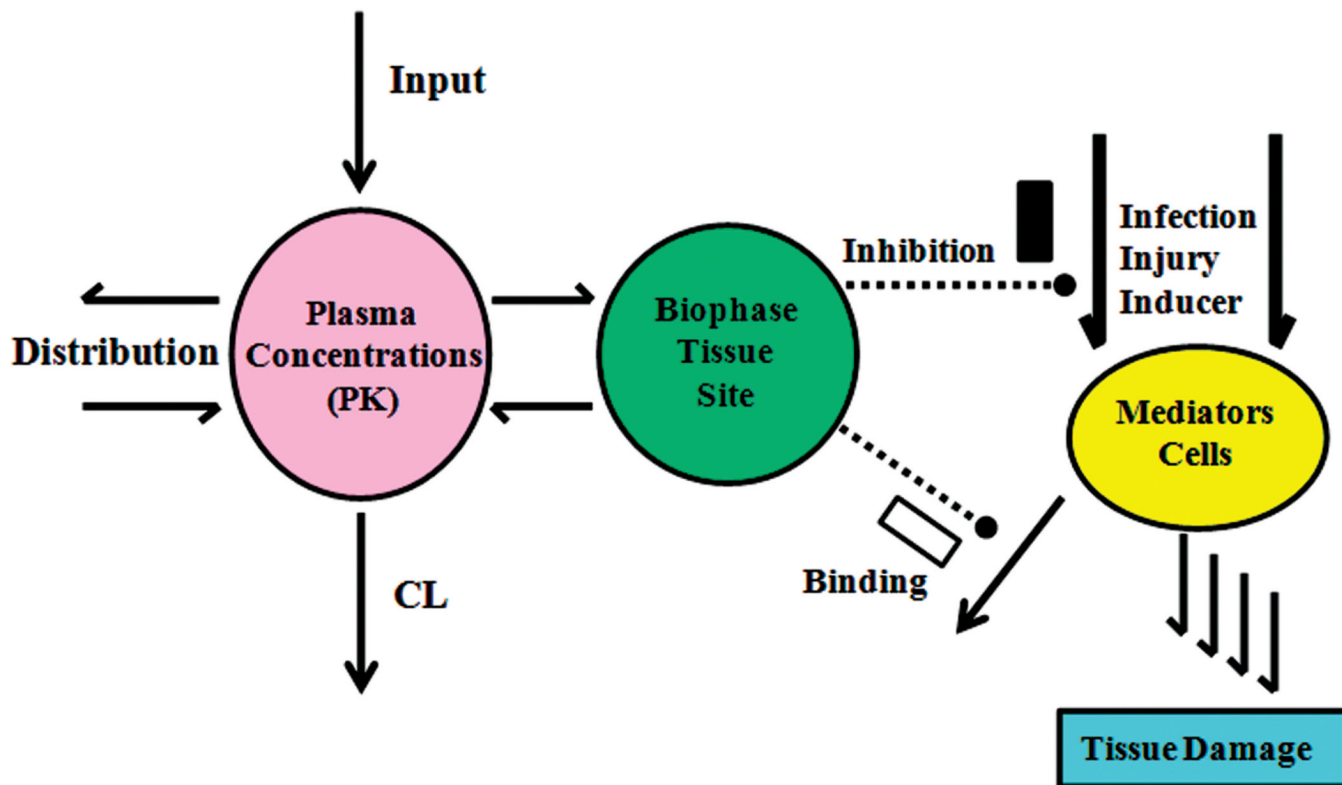 Input
Distribution
Plasma
Concentrations
(PK)
CL
Biophase
Tissue
Site
Inhibition
Binding
Infection
Injury
Inducer
Mediators
Cells
Tissue Damage